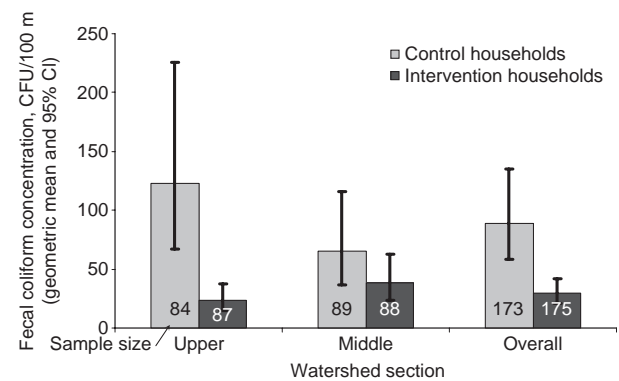 Fecal coliform concentration, CFU/100 m
(geometric mean and 95% CI)
250
200
150
100
50
0
Control households
Intervention households
84
87
89
88
173
175
Sample size
Upper
Middle
Overall
Watershed section